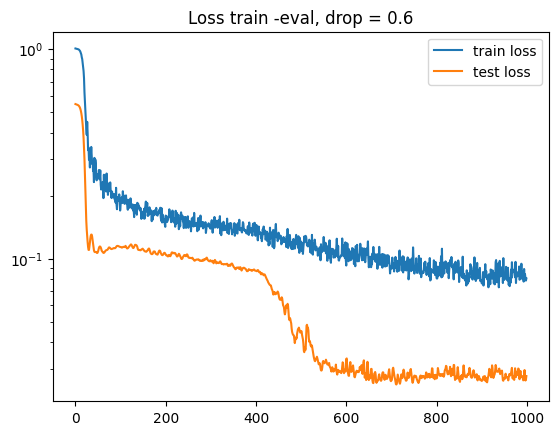 Loss train -eval, drop = 0.6
train loss
test loss
10⁰
10⁻¹
0 200 400 600 800 1000